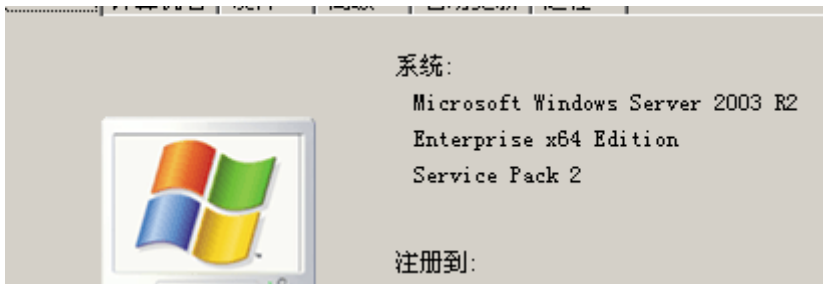 系统:
Microsoft Windows Server 2003 R2
Enterprise x64 Edition
Service Pack 2
注册到: